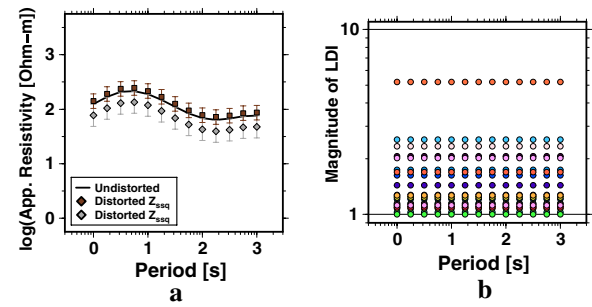 log(App. Resistivity [Ohm−m]
3
2
1
0
Undistorted
Distorted Zssq
Distorted Zssq
0 1 2 3
Period [s]
a
Magnitude of LDI
10
1
0 1 2 3
Period [s]
b